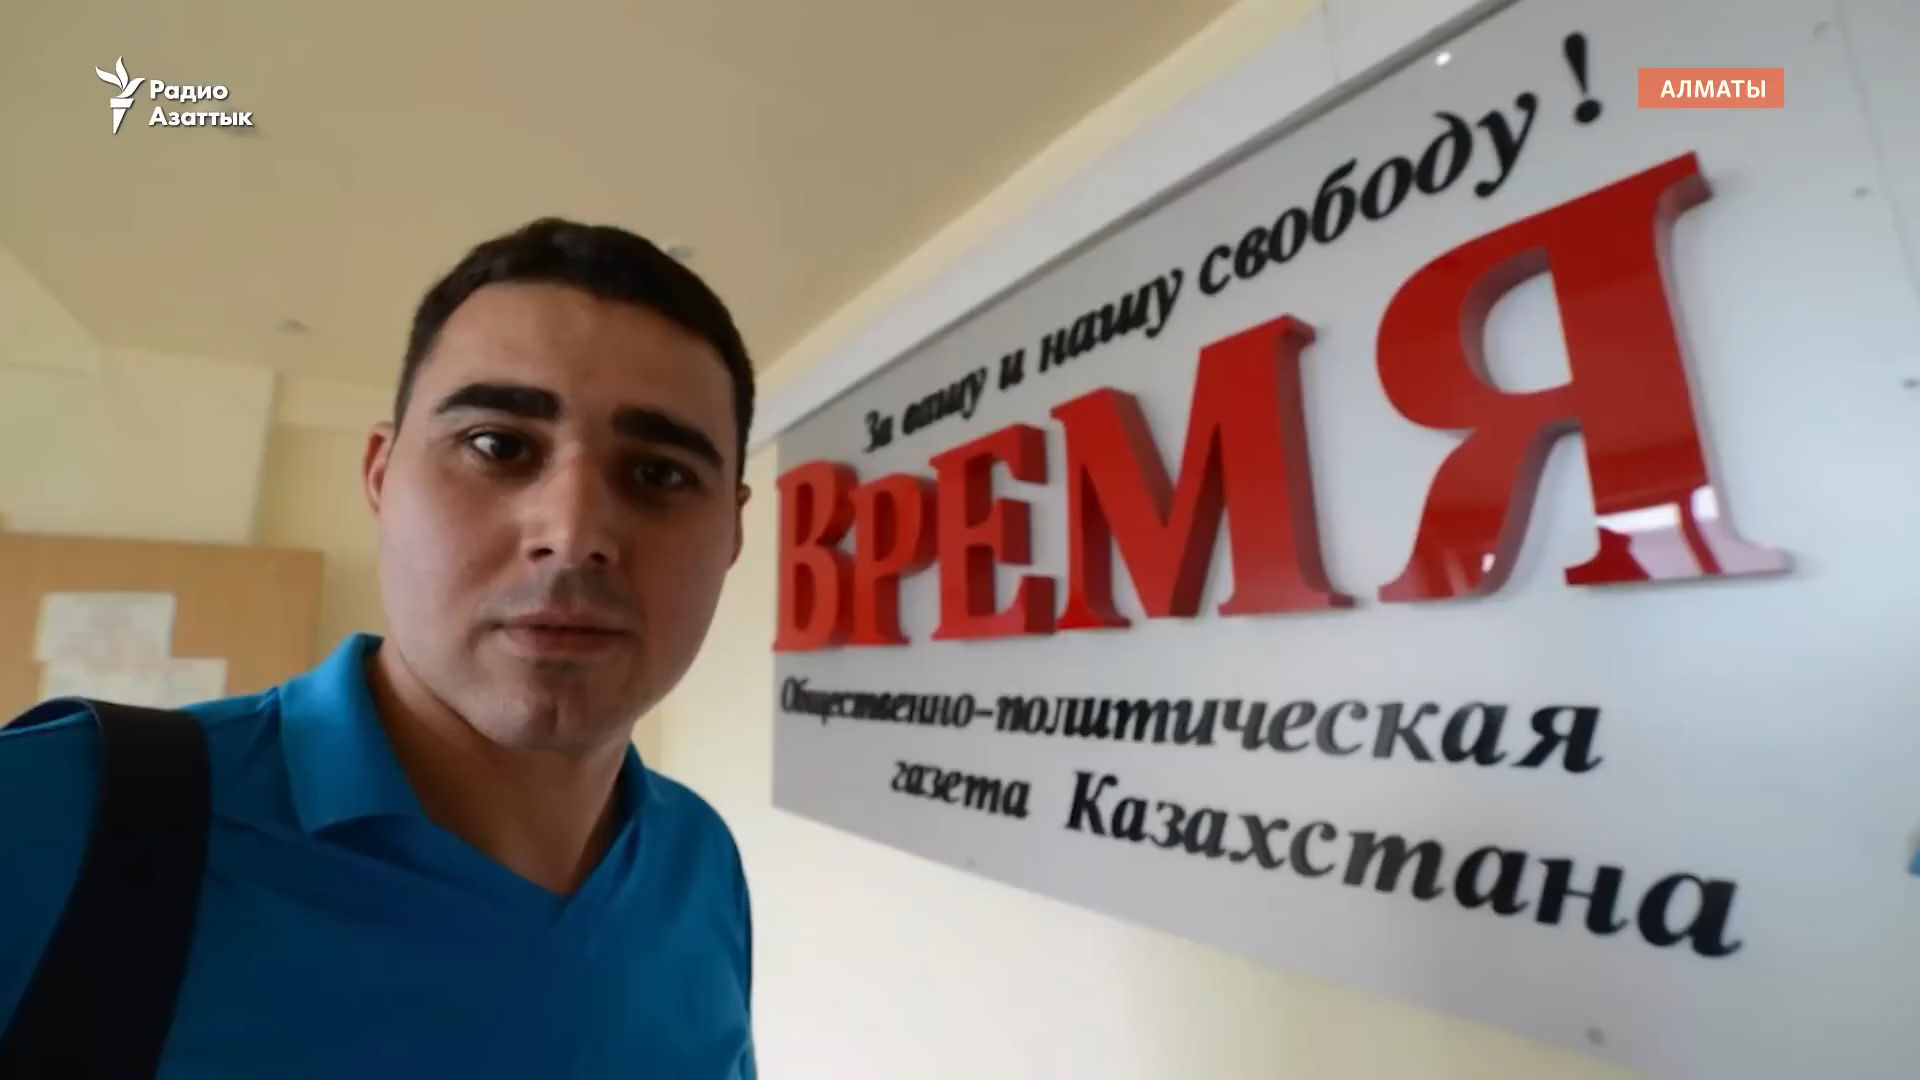 Радио
Азаттык
АЛМАТЫ
За вашу и нашу свободу!
ВРЕМЯ
Общественно-политическая
газета Казахстана